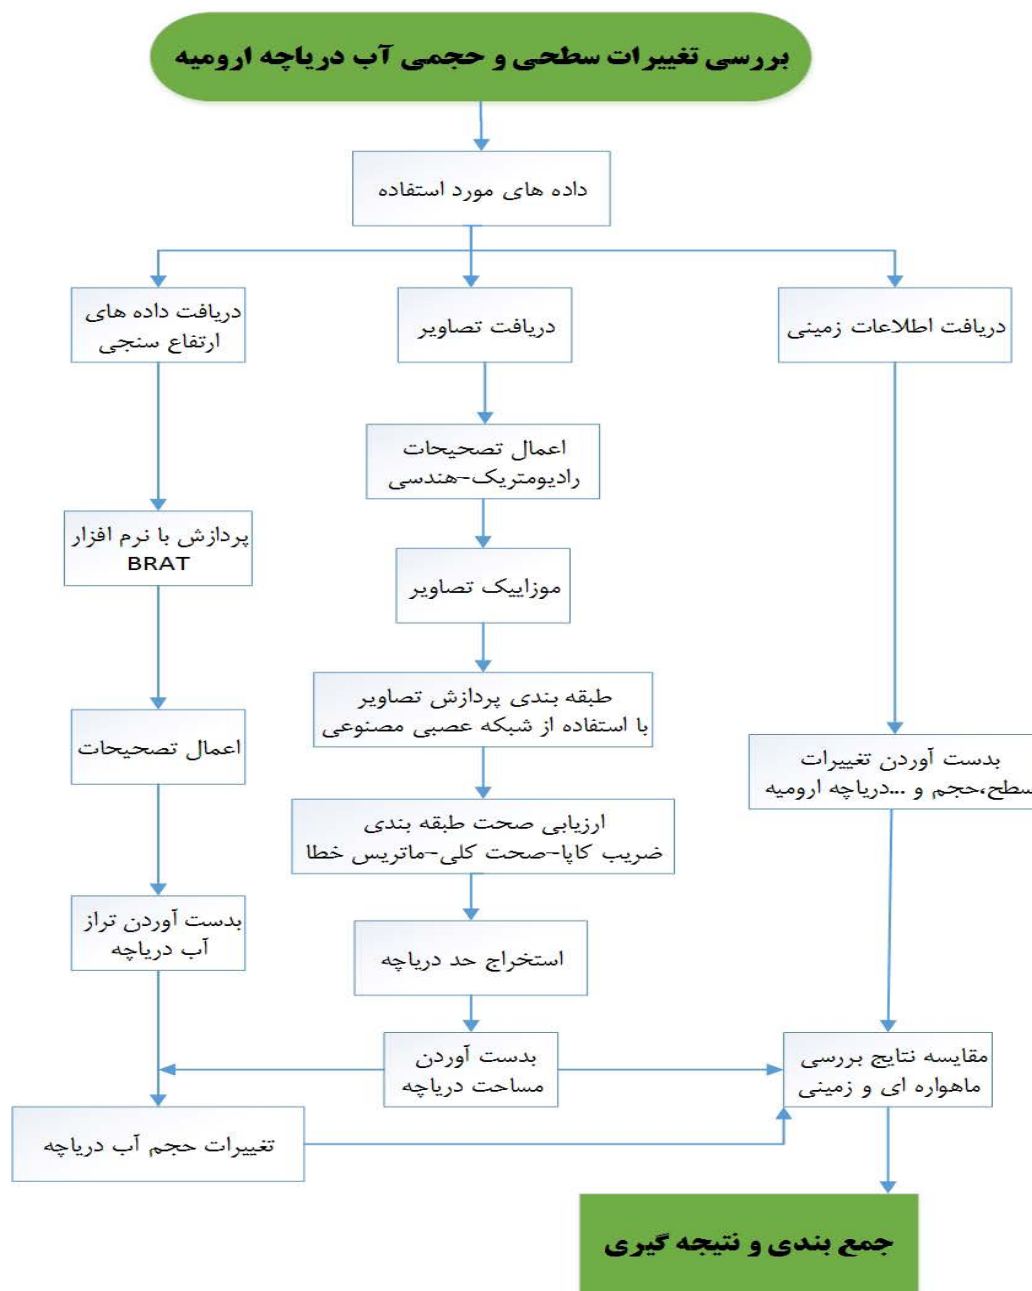 بررسی تغییرات سطحی و حجمی آب دریاچه ارومیه
داده های مورد استفاده
دریافت اطلاعات زمینی
دریافت تصاویر
دریافت داده های
ارتفاع سنجی
اعمال تصحیحات
رادیومتریک-هندسی
پردازش با نرم افزار
BRAT
موزاییک تصاویر
طبقه بندی پردازش تصاویر
با استفاده از شبکه عصبی مصنوعی
اعمال تصحیحات
بدست آوردن تغییرات
سطح،حجم و ...دریاچه ارومیه
ارزیابی صحت طبقه بندی
ضریب کاپا-صحت کلی-ماتریس خطا
بدست آوردن تراز
آب دریاچه
استخراج حد دریاچه
مقایسه نتایج بررسی
ماهواره ای و زمینی
بدست آوردن
مساحت دریاچه
تغییرات حجم آب دریاچه
جمع بندی و نتیجه گیری